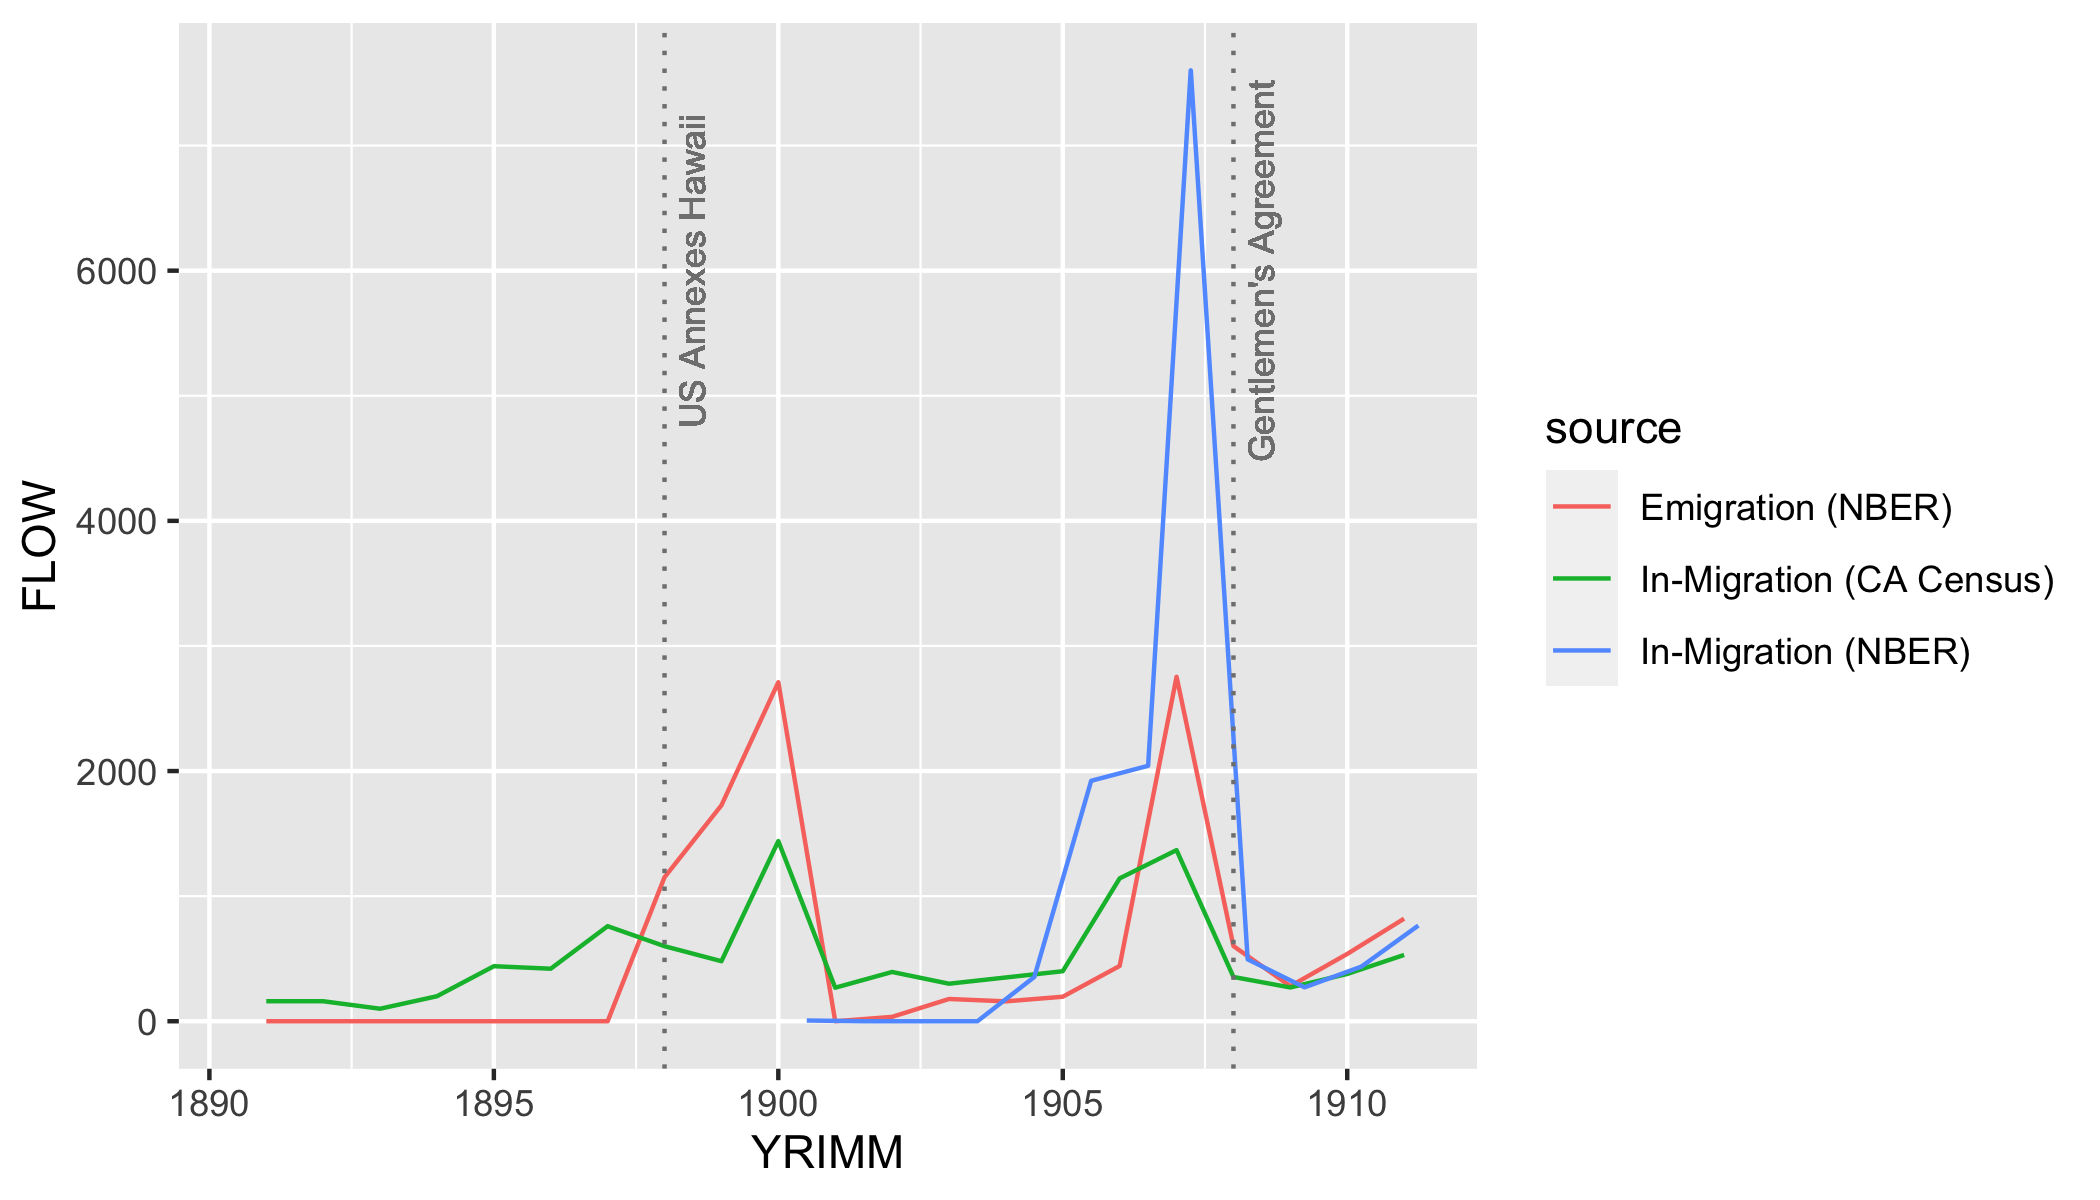 US Annexes Hawaii
Gentlemen's Agreement
6000
4000
2000
0
FLOW
1890
1895
1900
1905
1910
YRIMM
source
Emigration (NBER)
In-Migration (CA Census)
In-Migration (NBER)